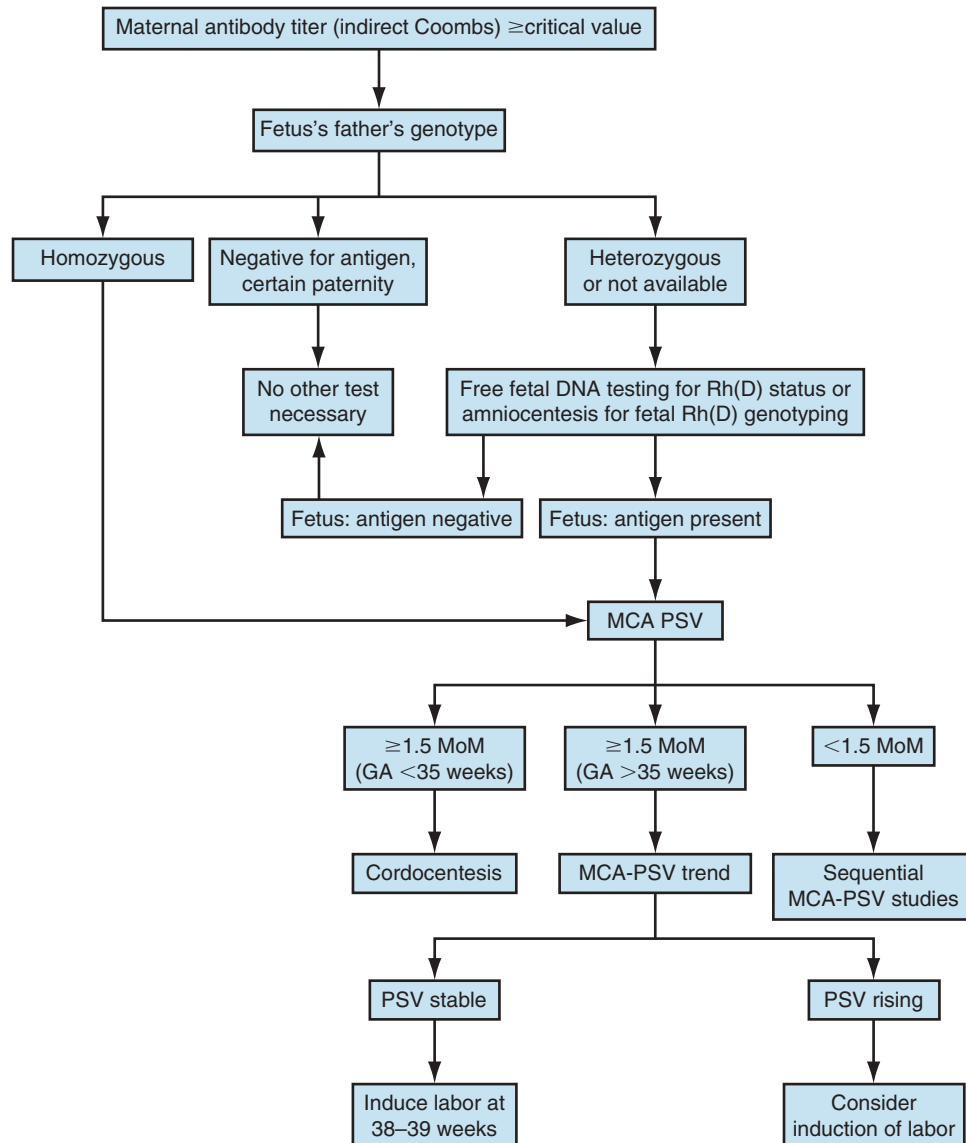 Maternal antibody titer (indirect Coombs) ≥critical value
Fetus’s father’s genotype
Homozygous
Negative for antigen,
certain paternity
Heterozygous
or not available
No other test
necessary
Free fetal DNA testing for Rh(D) status or
amniocentesis for fetal Rh(D) genotyping
Fetus: antigen negative
Fetus: antigen present
MCA PSV
≥1.5 MoM
(GA <35 weeks)
≥1.5 MoM
(GA >35 weeks)
<1.5 MoM
Cordocentesis
MCA-PSV trend
Sequential
MCA-PSV studies
PSV stable
PSV rising
Induce labor at
38–39 weeks
Consider
induction of labor